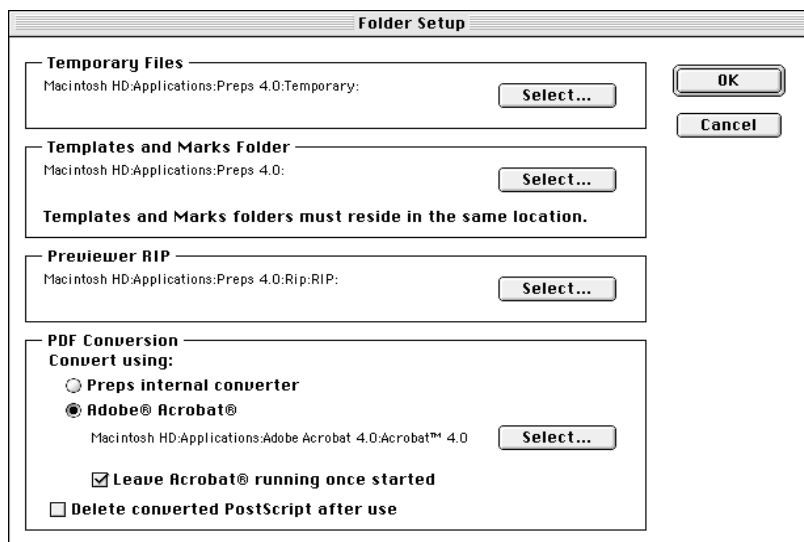 Folder Setup
Temporary Files
Macintosh HD:Applications:Preps 4.0:Temporary:
Select...
OK
Cancel
Templates and Marks Folder
Macintosh HD:Applications:Preps 4.0:
Select...
Templates and Marks folders must reside in the same location.
Previewer RIP
Macintosh HD:Applications:Preps 4.0:Rip:RIP:
Select...
PDF Conversion
Convert using:
Preps internal converter
Adobe® Acrobat®
Macintosh HD:Applications:Adobe Acrobat 4.0:Acrobat™ 4.0
Select...
Leave Acrobat® running once started
Delete converted PostScript after use